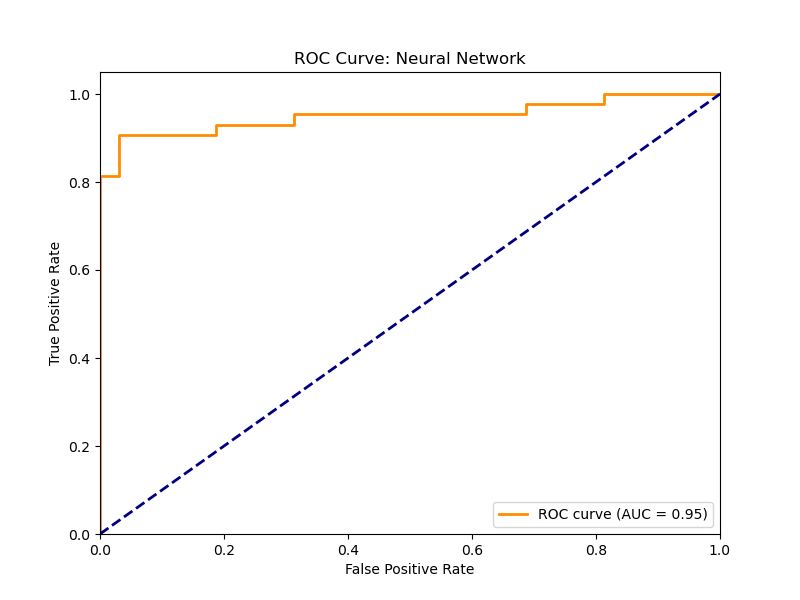 ROC Curve: Neural Network
1.0
0.8
0.6
0.4
0.2
0.0
True Positive Rate
ROC curve (AUC = 0.95)
0.0 0.2 0.4 0.6 0.8 1.0
False Positive Rate